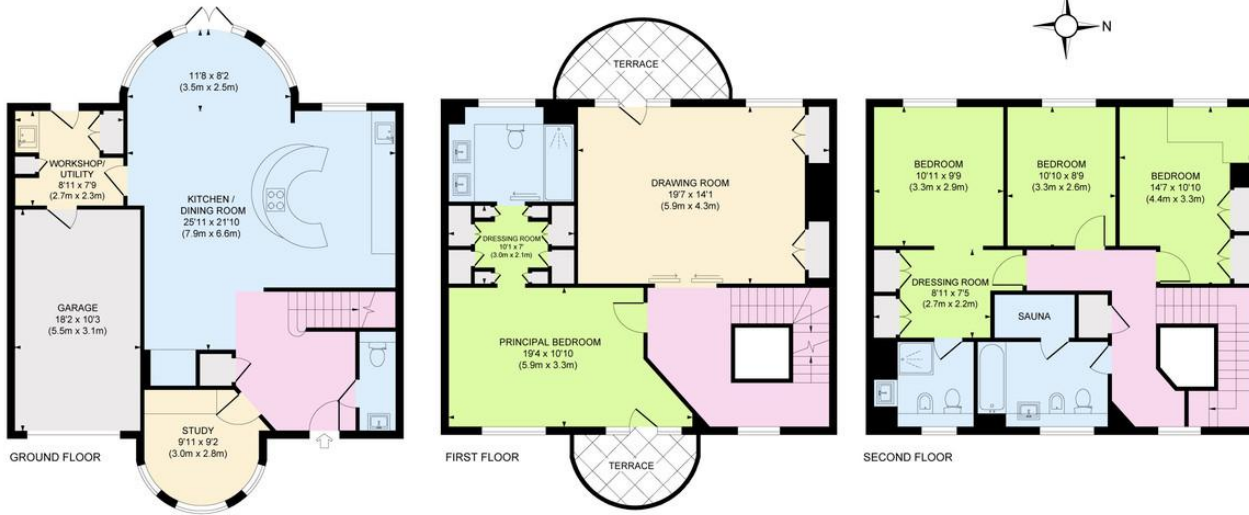 N
11'8 x 8'2
(3.5m x 2.5m)
WORKSHOP/
UTILITY
8'11 x 7'9
(2.7m x 2.3m)
KITCHEN /
DINING ROOM
25'11 x 21'10
(7.9m x 6.6m)
GARAGE
18'2 x 10'3
(5.5m x 3.1m)
STUDY
9'11 x 9'2
(3.0m x 2.8m)
GROUND FLOOR
TERRACE
DRAWING ROOM
19'7 x 14'1
(5.9m x 4.3m)
DRESSING ROOM
10'1 x 7'
(3.0m x 2.1m)
PRINCIPAL BEDROOM
19'4 x 10'10
(5.9m x 3.3m)
TERRACE
FIRST FLOOR
BEDROOM
10'11 x 9'9
(3.3m x 2.9m)
BEDROOM
10'10 x 8'9
(3.3m x 2.6m)
BEDROOM
14'7 x 10'10
(4.4m x 3.3m)
DRESSING ROOM
8'11 x 7'5
(2.7m x 2.2m)
SAUNA
SECOND FLOOR